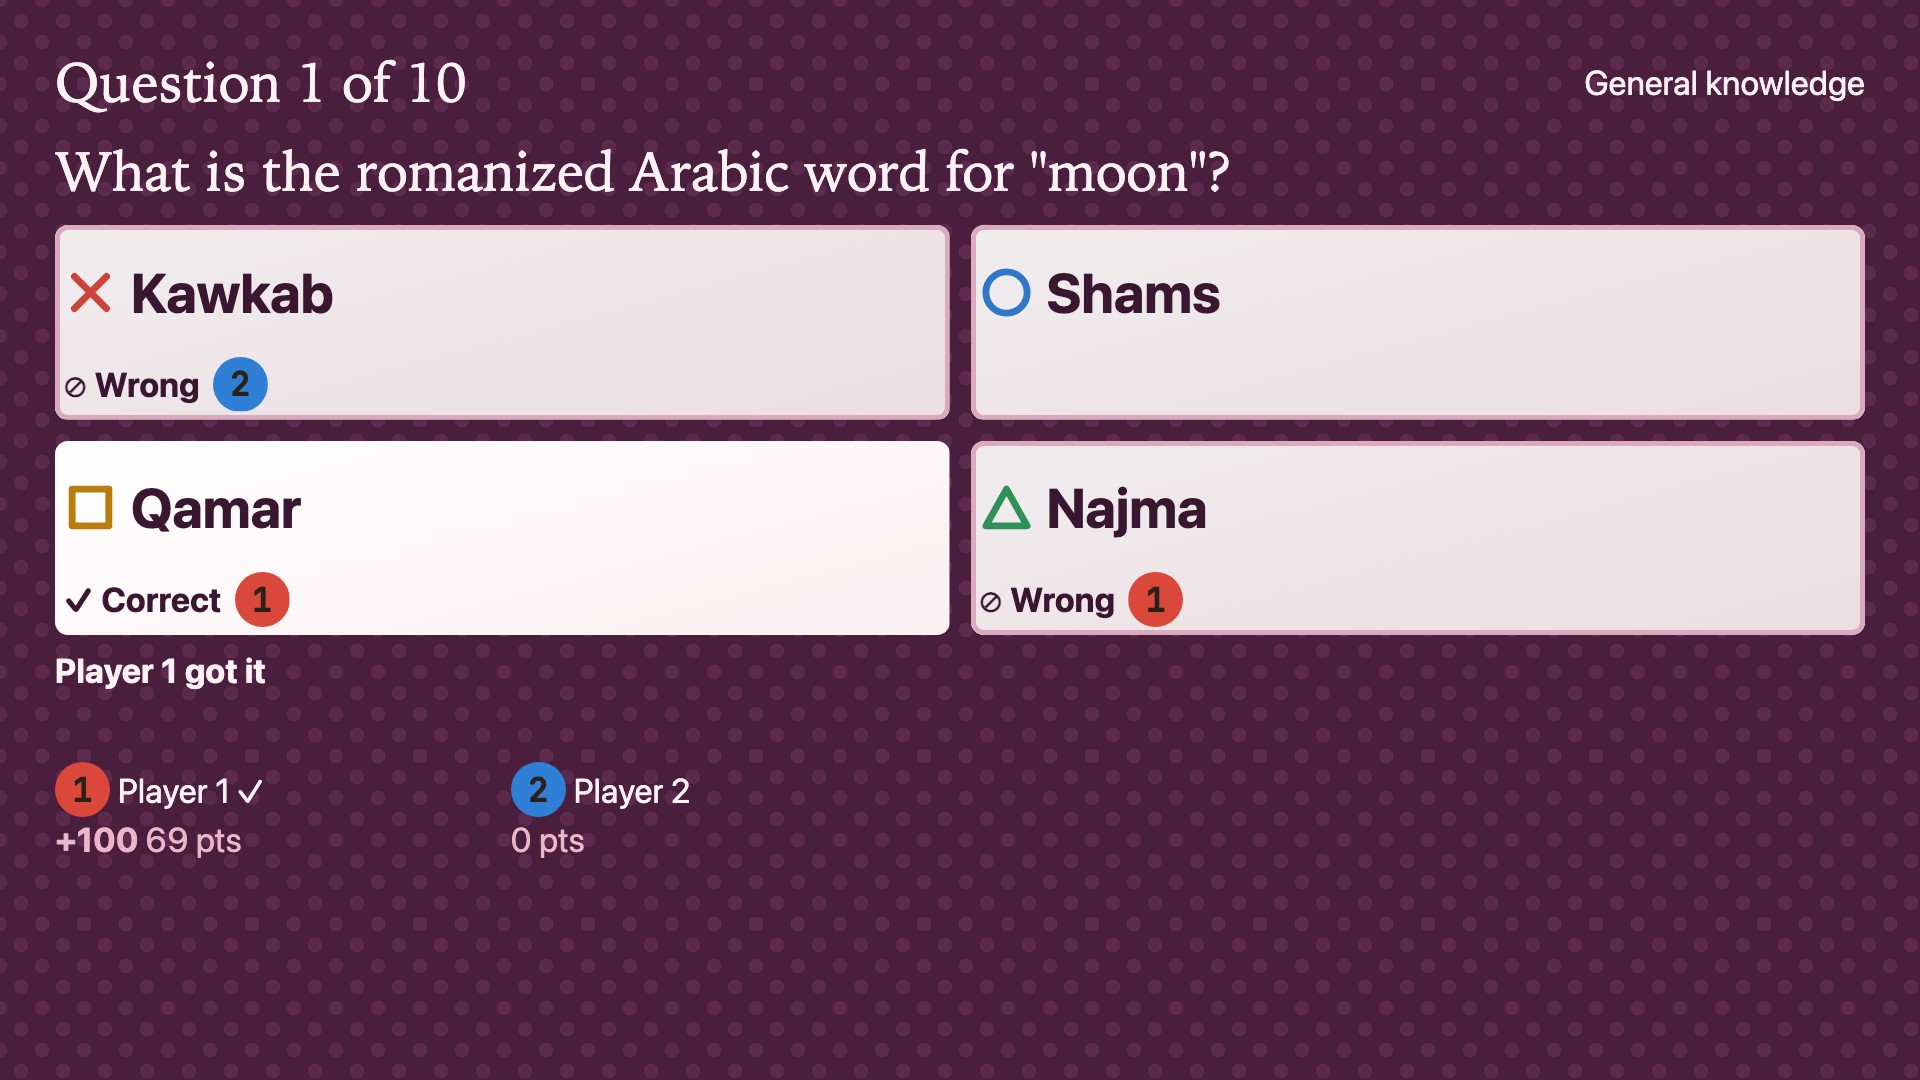 Question 1 of 10
General knowledge
What is the romanized Arabic word for "moon"?
Kawkab
Wrong 2
Shams
Qamar
Correct 1
Najma
Wrong 1
Player 1 got it
1 Player 1
+100 69 pts
2 Player 2
0 pts